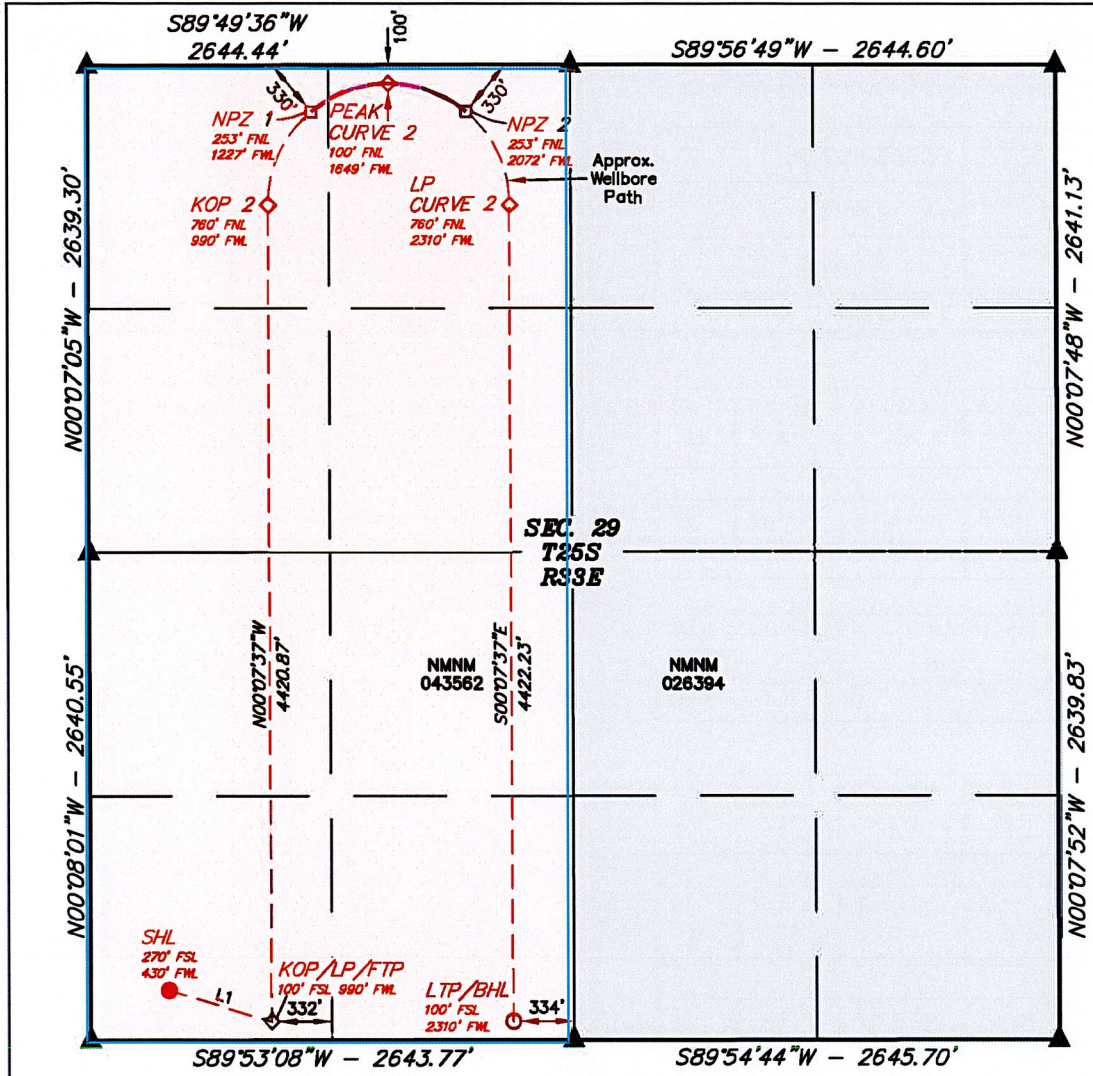 S89°49'36"W
2644.44'
100'
S89°56'49"W - 2644.60'
330'
330'
NPZ 1
253' FNL
1227' FWL
PEAK
CURVE 2
100' FNL
1649' FWL
NPZ 2
253' FNL
2072' FWL
Approx.
Wellbore
Path
KOP 2
760' FNL
990' FWL
LP
CURVE 2
760' FNL
2310' FWL
N00°07'05"W - 2639.30'
N00°07'48"W - 2641.13'
SEC. 29
T25S
R33E
N00°07'37"W
4420.87'
NMNM
043562
S00°07'37"E
4422.23'
NMNM
026394
N00°08'01"W - 2640.55'
N00°07'52"W - 2639.83'
SHL
270' FSL
430' FWL
L1
KOP/LP/FTP
100' FSL 990' FWL
332'
LTP/BHL
100' FSL
2310' FWL
334'
S89°53'08"W - 2643.77'
S89°54'44"W - 2645.70'